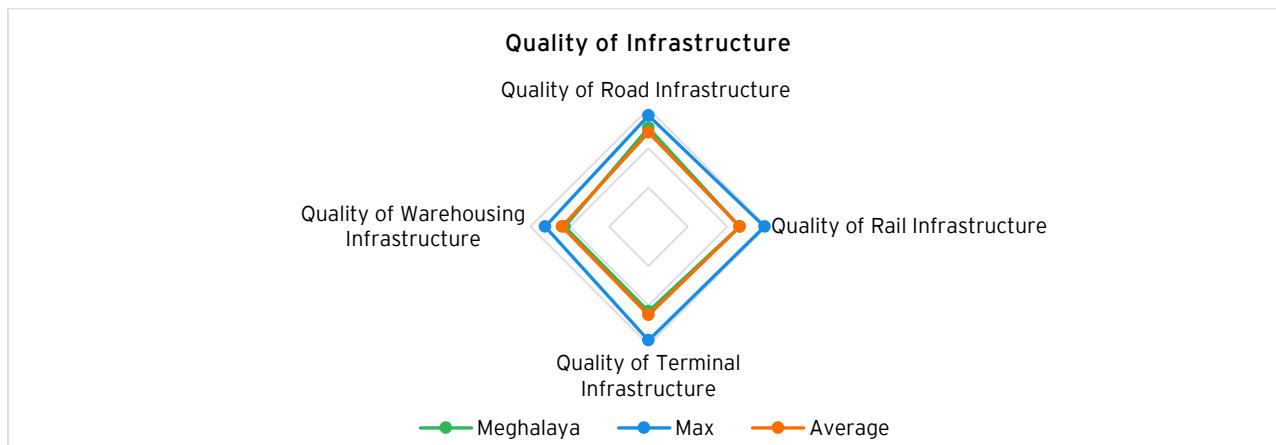 Quality of Infrastructure
Quality of Road Infrastructure
Quality of Warehousing
Infrastructure
Quality of Rail Infrastructure
Quality of Terminal
Infrastructure
Meghalaya
Max
Average